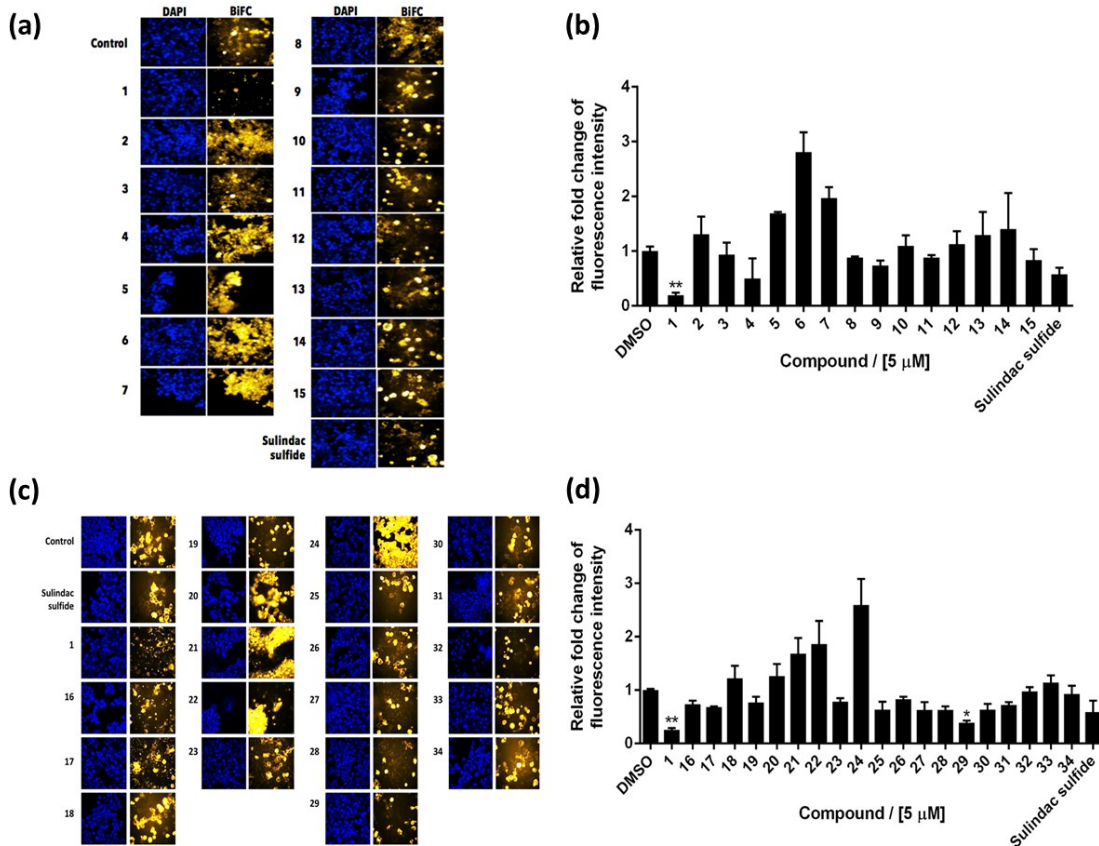 (a)
DAPI BiFC DAPI BiFC
Control 8
1 9
2 10
3 11
4 12
5 13
6 14
7 15
Sulindac
sulfide
(b)
Relative fold change of
fluorescence intensity
4
3
2
1
0
**
DMSO 1 2 3 4 5 6 7 8 9 10 11 12 13 14 15 Sulindac sulfide
Compound / [5 μM]
(c)
Control 19 24 30
Sulindac
sulfide 20 25 31
1 21 26 32
16 22 27 33
17 23 28 34
18 29
(d)
Relative fold change of
fluorescence intensity
4
3
2
1
0
** *
DMSO 1 16 17 18 19 20 21 22 23 24 25 26 27 28 29 30 31 32 33 34 Sulindac sulfide
Compound / [5 μM]